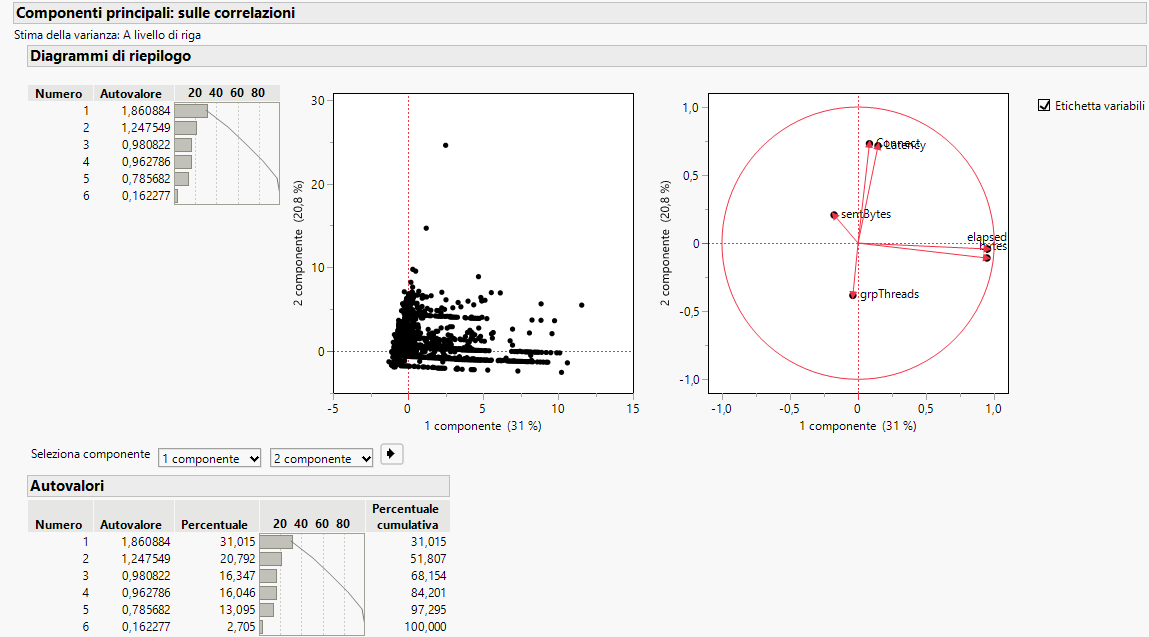 Componenti principali: sulle correlazioni
Stima della varianza: A livello di riga
Diagrammi di riepilogo
Numero Autovalore 20 40 60 80
1 1,860884
2 1,247549
3 0,980822
4 0,962786
5 0,785682
6 0,162277
30
20
10
0
-5 0 5 10 15
2 componente (20,8 %)
1 componente (31 %)
1,0
0,5
0
-0,5
-1,0
-1,0 -0,5 0 0,5 1,0
2 componente (20,8 %)
1 componente (31 %)
Connect
Latency
sentBytes
elapsed
bytes
grpThreads
Etichetta variabili
Seleziona componente 1 componente 2 componente
Autovalori
Numero Autovalore Percentuale 20 40 60 80 Percentuale cumulativa
1 1,860884 31,015 31,015
2 1,247549 20,792 51,807
3 0,980822 16,347 68,154
4 0,962786 16,046 84,201
5 0,785682 13,095 97,295
6 0,162277 2,705 100,000